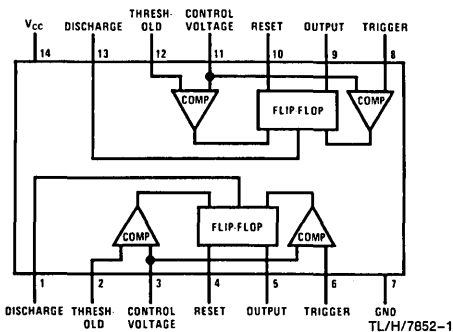 VCC DISCHARGE THRESH- OLD CONTROL VOLTAGE RESET OUTPUT TRIGGER
14 13 12 11 10 9 8
COMP FLIP-FLOP COMP
COMP FLIP-FLOP COMP
1 2 3 4 5 6 7
DISCHARGE THRESH- OLD CONTROL VOLTAGE RESET OUTPUT TRIGGER GND
TL/H/7852-1